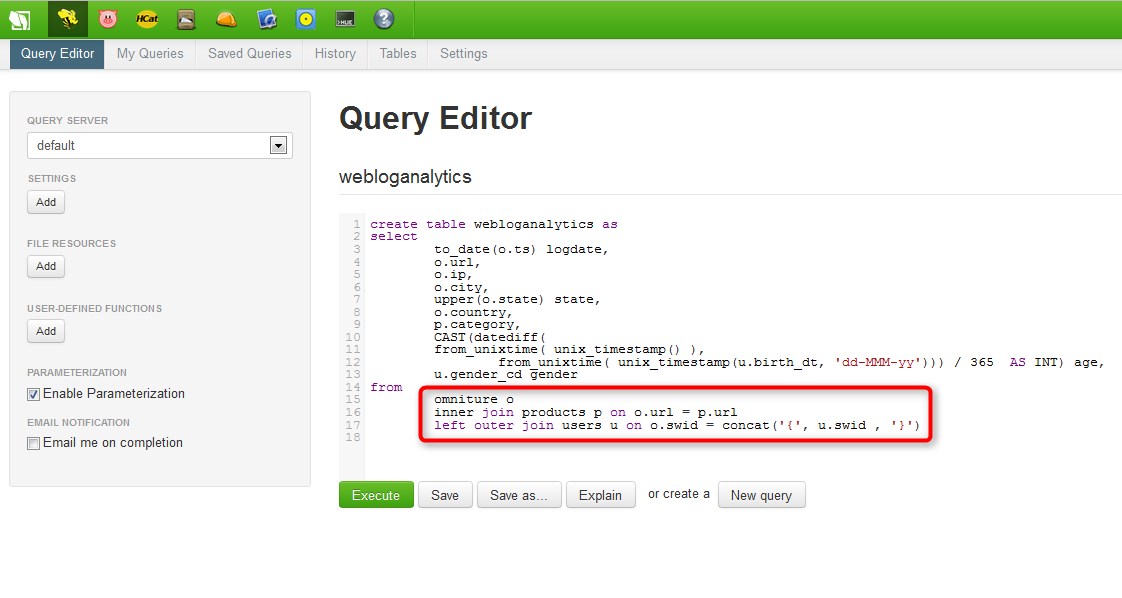 HCat
HUE
?
Query Editor My Queries Saved Queries History Tables Settings
QUERY SERVER
default
SETTINGS
Add
FILE RESOURCES
Add
USER-DEFINED FUNCTIONS
Add
PARAMETERIZATION
Enable Parameterization
EMAIL NOTIFICATION
Email me on completion
Query Editor
webloganalytics
1 create table webloganalytics as
2 select
3 to_date(o.ts) logdate,
4 o.url,
5 o.ip,
6 o.city,
7 upper(o.state) state,
8 o.country,
9 p.category,
10 CAST(datediff(
11 from_unixtime( unix_timestamp() ),
12 from_unixtime( unix_timestamp(u.birth_dt, 'dd-MMM-yy'))) / 365  AS INT) age,
13 u.gender_cd gender
14 from
15 omniture o
16 inner join products p on o.url = p.url
17 left outer join users u on o.swid = concat('{', u.swid , '}')
18
Execute Save Save as... Explain or create a New query